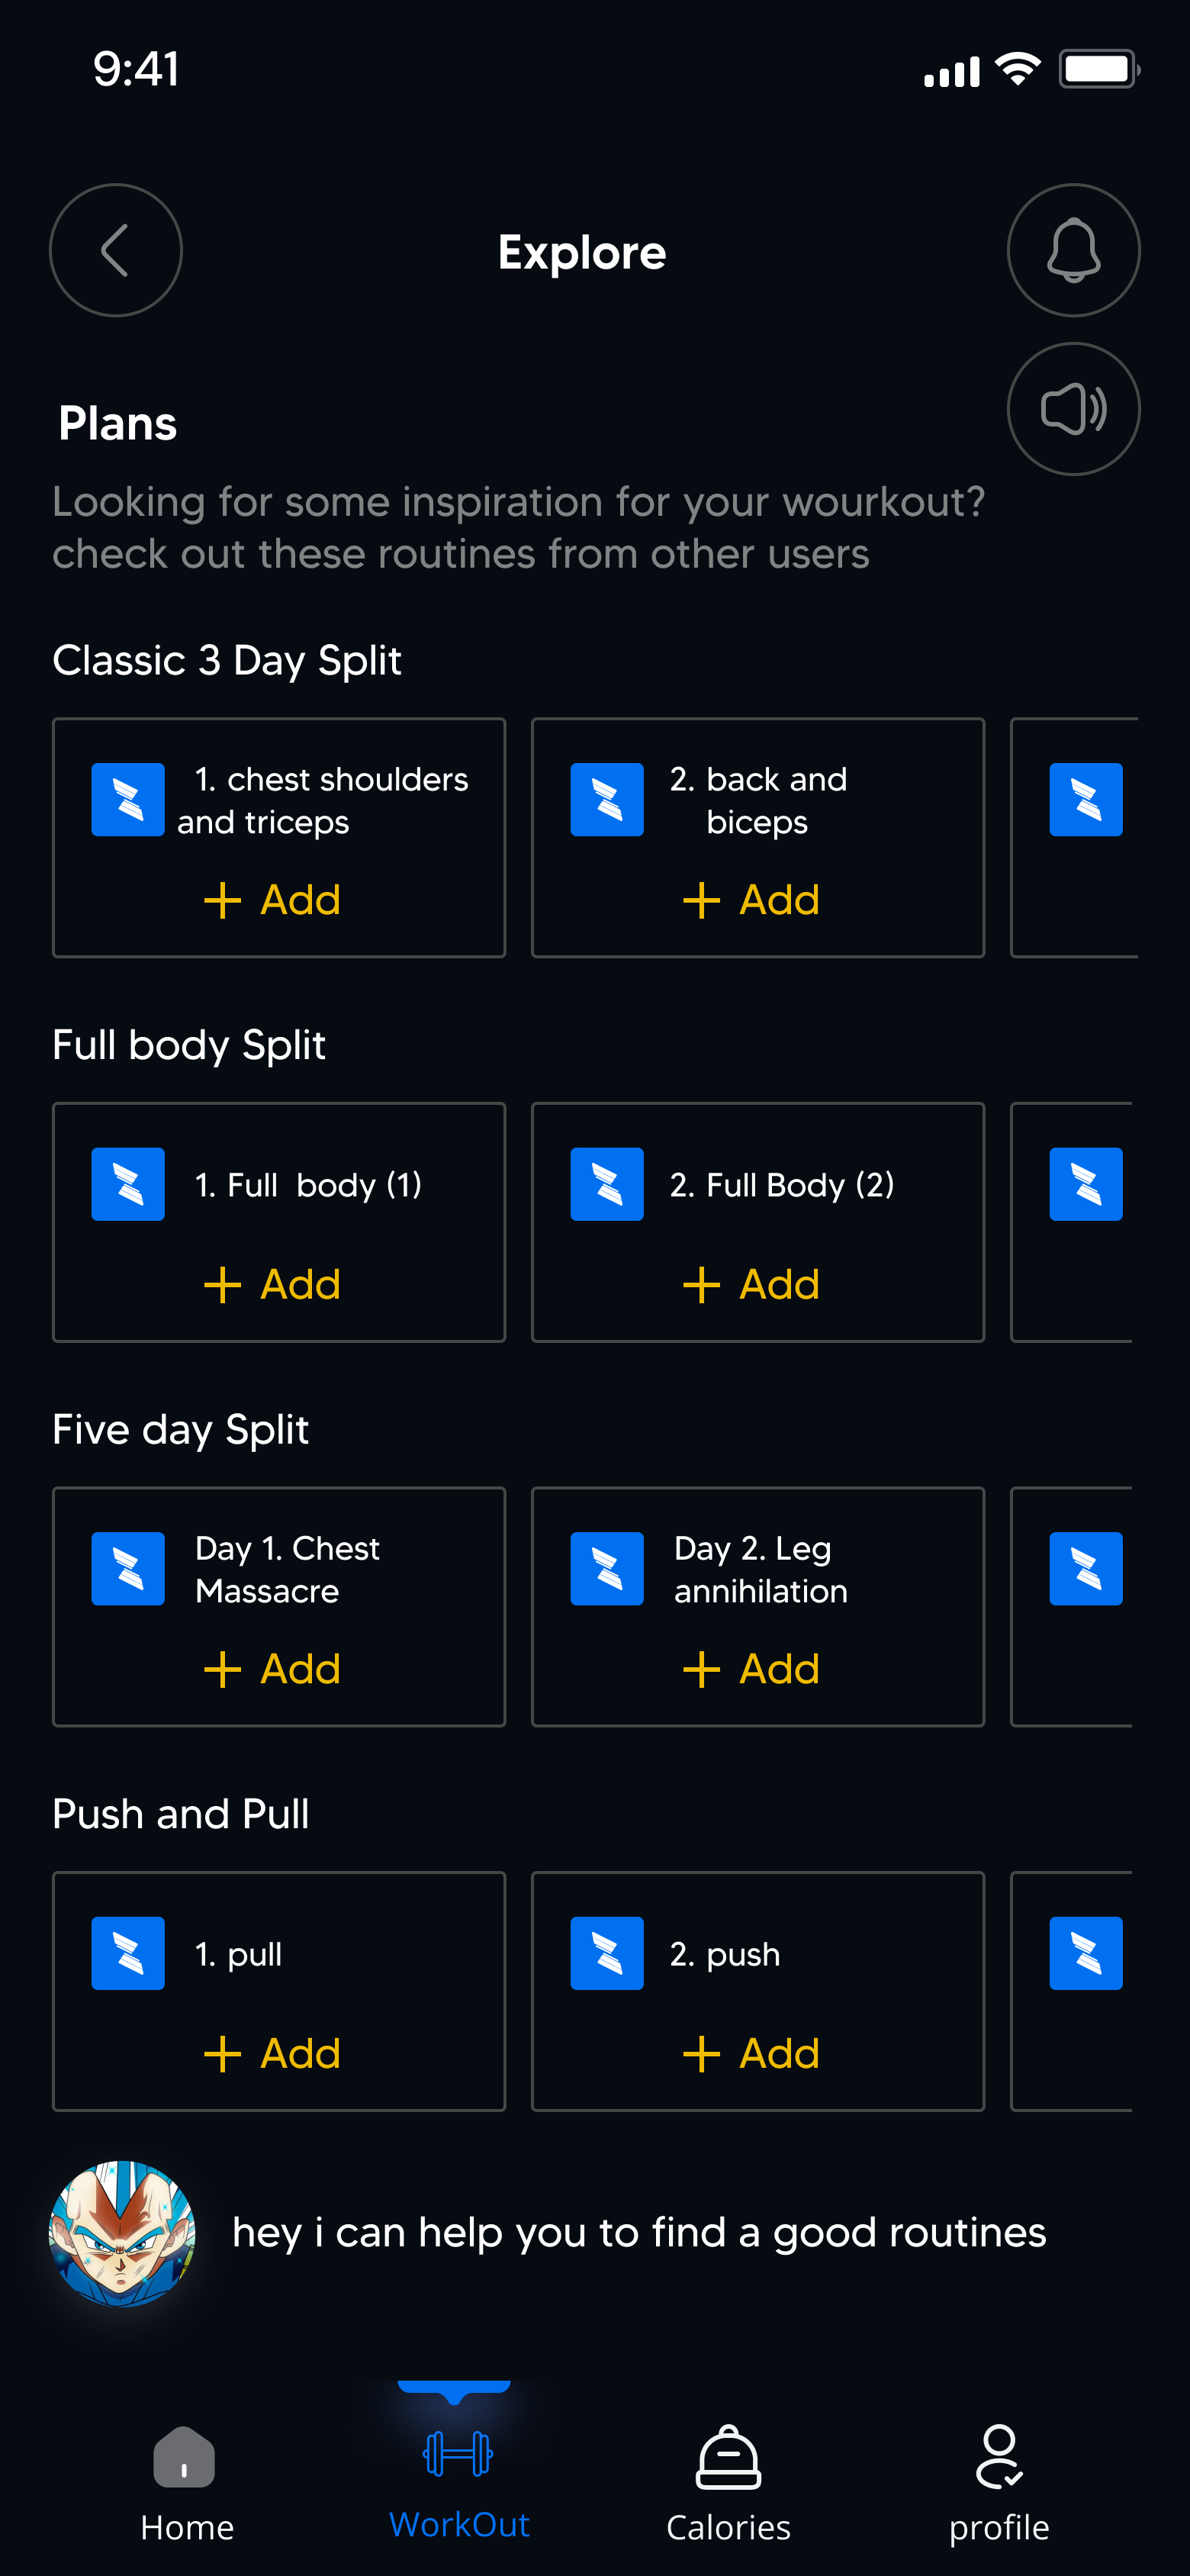 9:41
Explore
Plans
Looking for some inspiration for your wourkout?
check out these routines from other users
Classic 3 Day Split
1. chest shoulders
and triceps
+ Add
2. back and
biceps
+ Add
Full body Split
1. Full  body (1)
+ Add
2. Full Body (2)
+ Add
Five day Split
Day 1. Chest
Massacre
+ Add
Day 2. Leg
annihilation
+ Add
Push and Pull
1. pull
+ Add
2. push
+ Add
hey i can help you to find a good routines
Home
WorkOut
Calories
profile